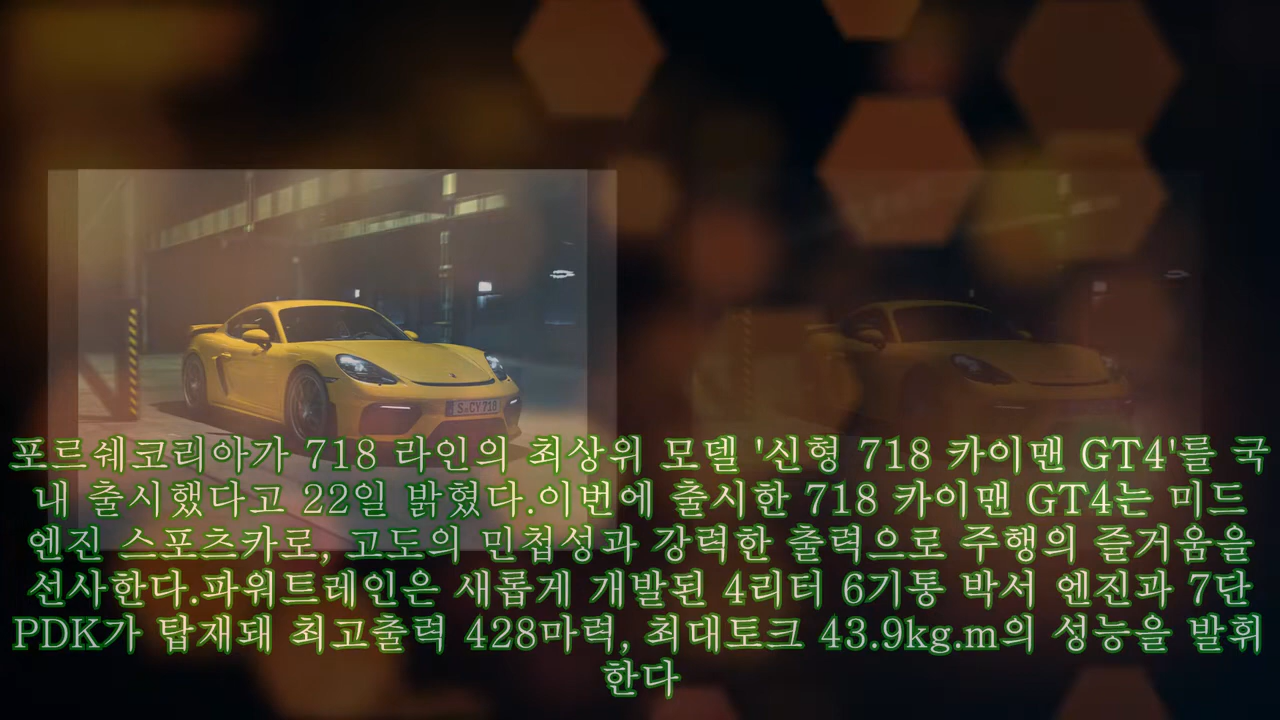 S:CY 718
포르쉐코리아가 718 라인의 최상위 모델 '신형 718 카이맨 GT4'를 국
내 출시했다고 22일 밝혔다.이번에 출시한 718 카이맨 GT4는 미드
엔진 스포츠카로, 고도의 민첩성과 강력한 출력으로 주행의 즐거움을
선사한다.파워트레인은 새롭게 개발된 4리터 6기통 박서 엔진과 7단
PDK가 탑재돼 최고출력 428마력, 최대토크 43.9kg.m의 성능을 발휘
한다